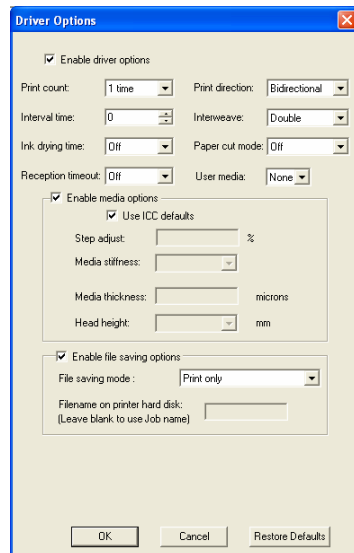 Driver Options
Enable driver options
Print count: 1 time Print direction: Bidirectional
Interval time: 0 Interweave: Double
Ink drying time: Off Paper cut mode: Off
Reception timeout: Off User media: None
Enable media options
Use ICC defaults
Step adjust: %
Media stiffness:
Media thickness: microns
Head height: mm
Enable file saving options
File saving mode : Print only
Filename on printer hard disk:
(Leave blank to use Job name)
OK Cancel Restore Defaults